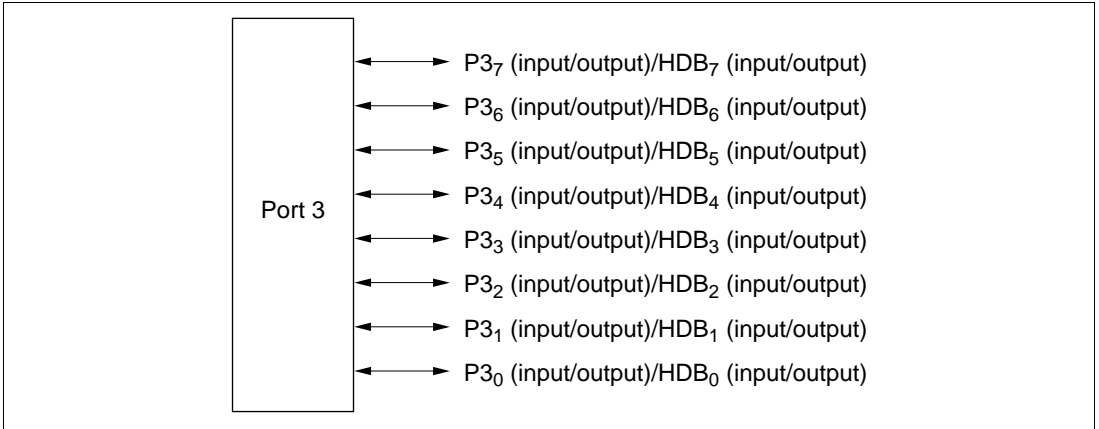 P3₇ (input/output)/HDB₇ (input/output)
P3₆ (input/output)/HDB₆ (input/output)
P3₅ (input/output)/HDB₅ (input/output)
P3₄ (input/output)/HDB₄ (input/output)
Port 3
P3₃ (input/output)/HDB₃ (input/output)
P3₂ (input/output)/HDB₂ (input/output)
P3₁ (input/output)/HDB₁ (input/output)
P3₀ (input/output)/HDB₀ (input/output)